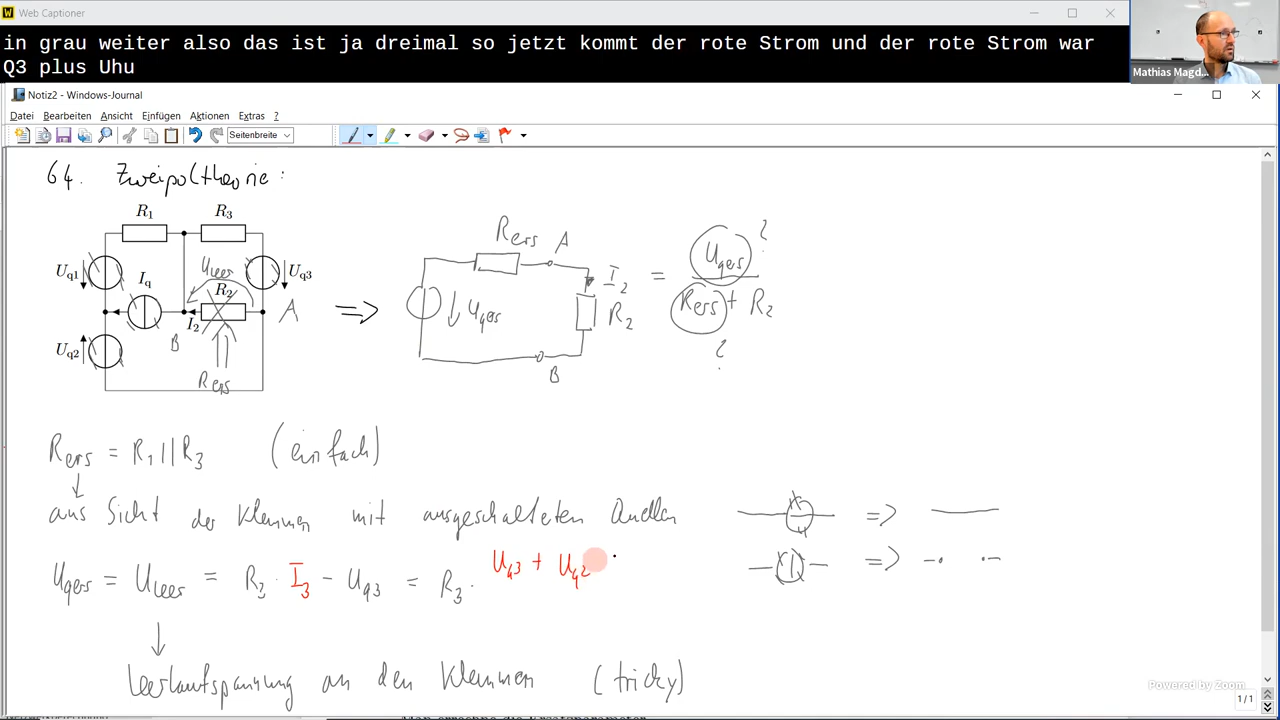 Web Captioner
in grau weiter also das ist ja dreimal so jetzt kommt der rote Strom und der rote Strom war
Q3 plus Uhu
Mathias Magd...
Notiz2 - Windows-Journal
Datei Bearbeiten Ansicht Einfügen Aktionen Extras ?
Seitenbreite
64. Zweipoltheorie:
R1 R3
Uq1 Iq Uleer R2 Uq3
I2 A
B
Uq2
Rers
=>
Rers A
Uqers I2 R2
B
= Uqers ?
Rers + R2
?
Rers = R1 || R3 (einfach)
aus Sicht der Klemmen mit ausgeschalteten Quellen
=>
=>
Uqers = Uleer = R3 · I3 - Uq3 = R3 · Uq3 + Uq2
Leerlaufspannung an den Klemmen (tricky)
Powered by Zoom
1/1